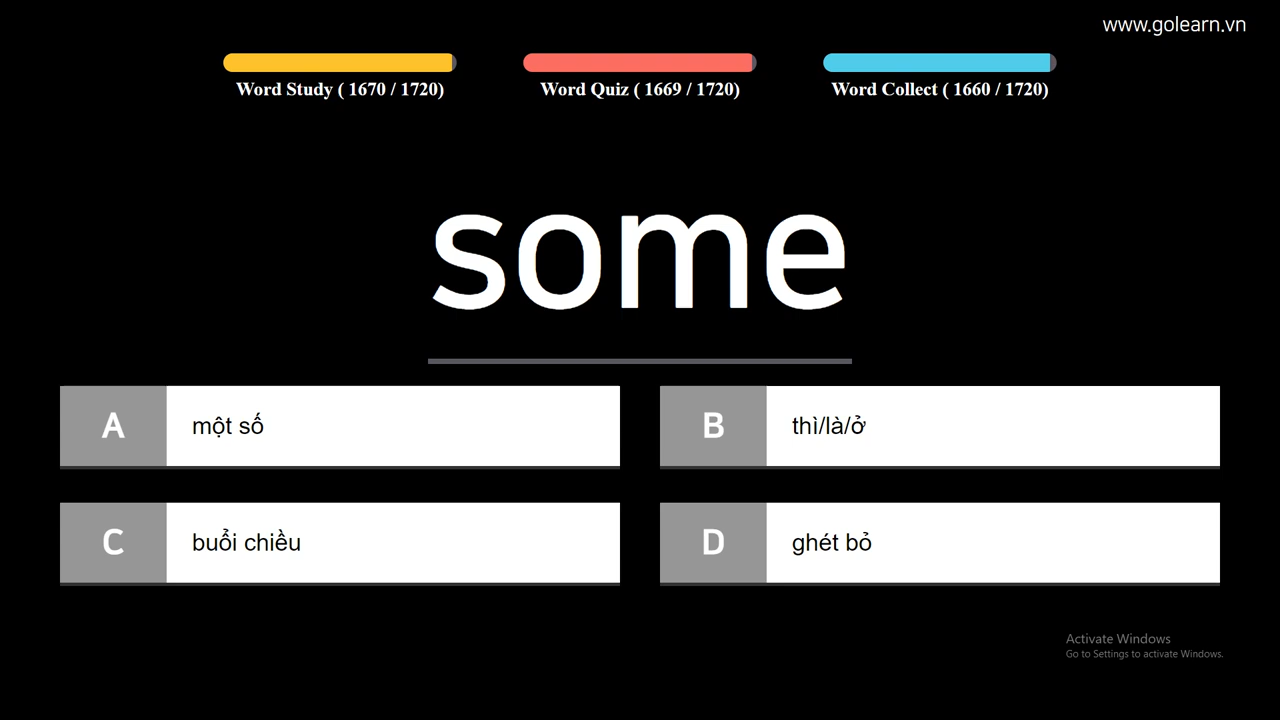 www.golearn.vn
Word Study ( 1670 / 1720)
Word Quiz ( 1669 / 1720)
Word Collect ( 1660 / 1720)
some
A một số
B thì/là/ở
C buổi chiều
D ghét bỏ
Activate Windows
Go to Settings to activate Windows.